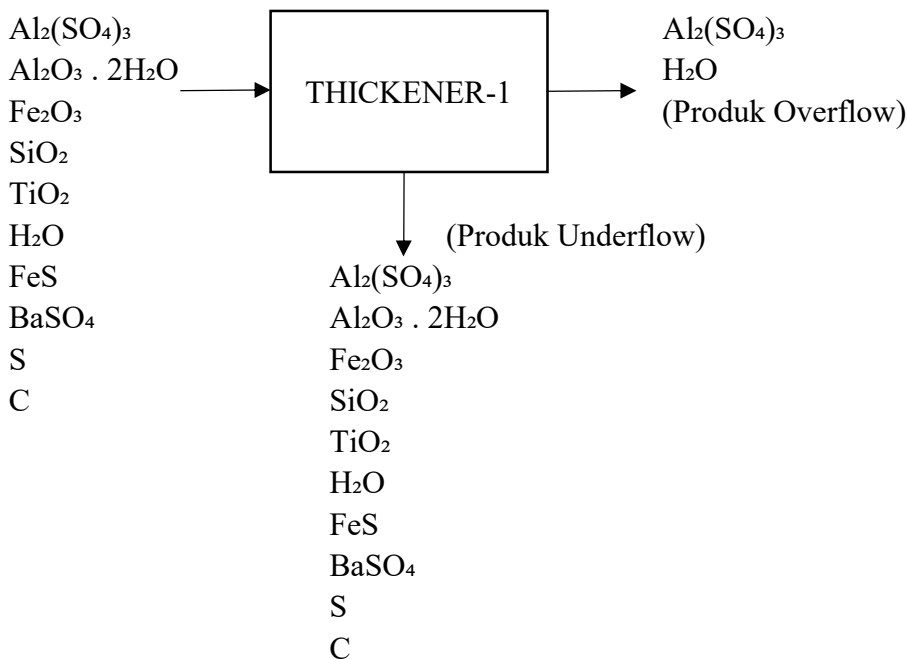 Al₂(SO₄)₃
Al₂O₃ . 2H₂O
Fe₂O₃
SiO₂
TiO₂
H₂O
FeS
BaSO₄
S
C
THICKENER-1
Al₂(SO₄)₃
H₂O
(Produk Overflow)
(Produk Underflow)
Al₂(SO₄)₃
Al₂O₃ . 2H₂O
Fe₂O₃
SiO₂
TiO₂
H₂O
FeS
BaSO₄
S
C